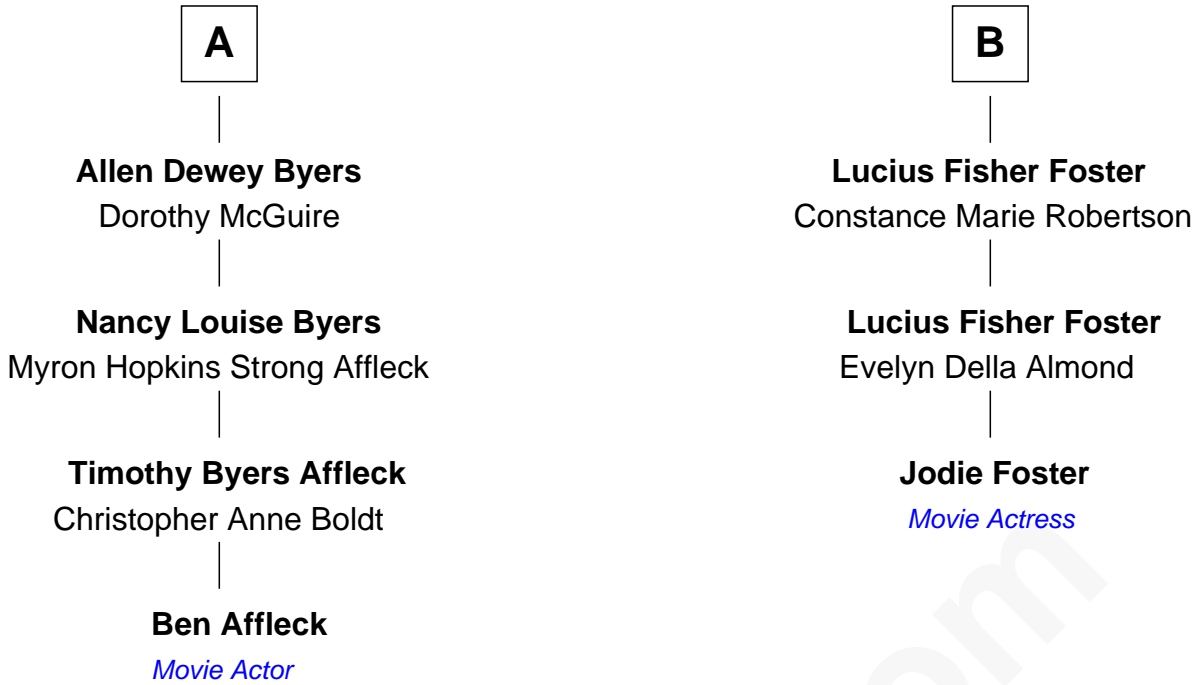 A
Allen Dewey Byers
Dorothy McGuire
Nancy Louise Byers
Myron Hopkins Strong Affleck
Timothy Byers Affleck
Christopher Anne Boldt
Ben Affleck
Movie Actor
B
Lucius Fisher Foster
Constance Marie Robertson
Lucius Fisher Foster
Evelyn Della Almond
Jodie Foster
Movie Actress
om